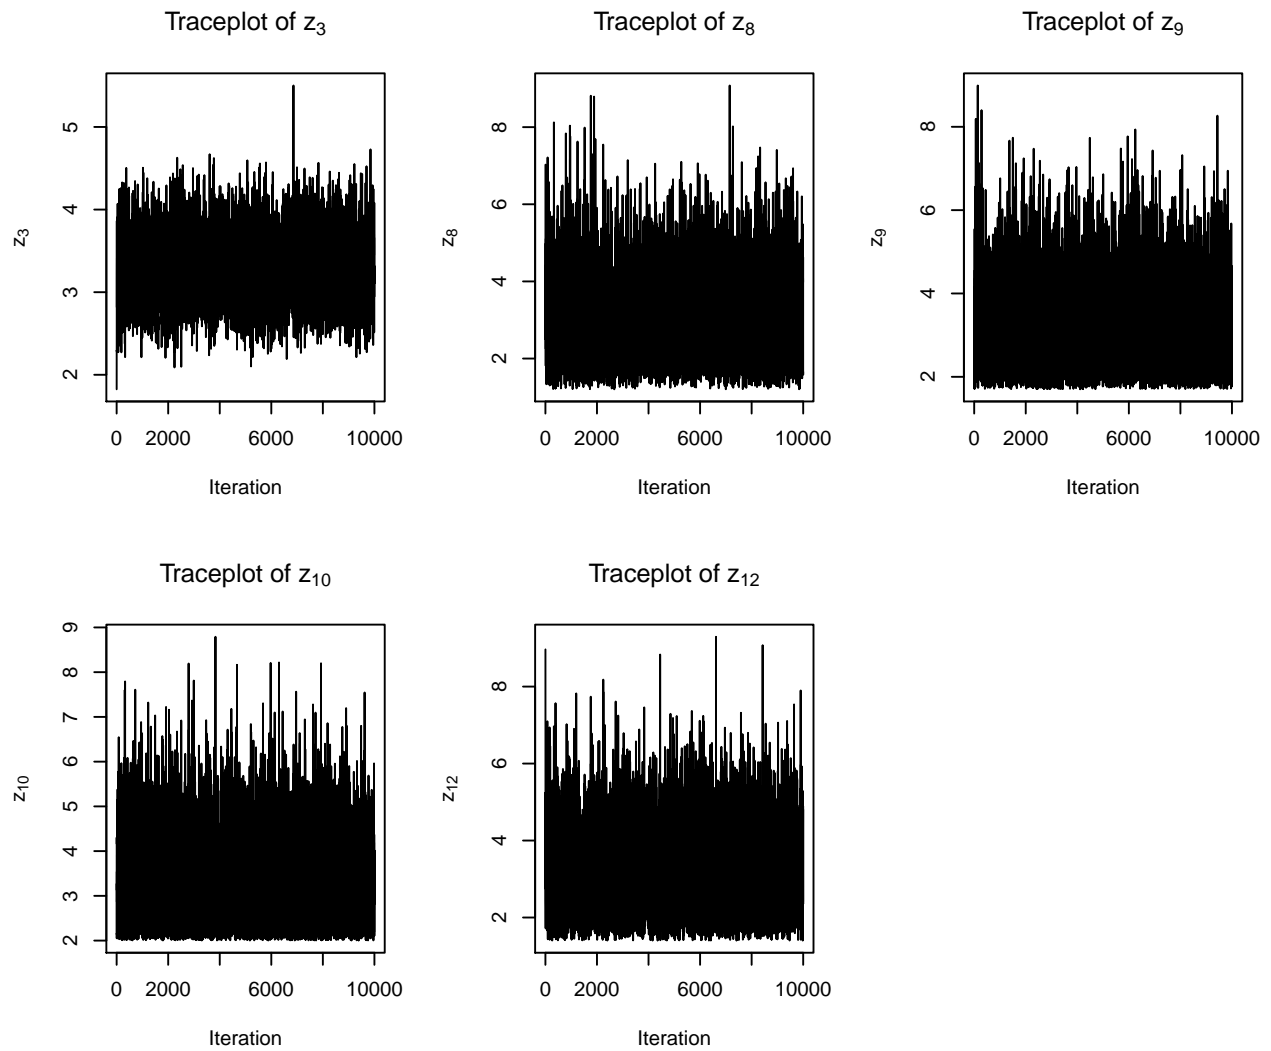 Traceplot of z3
Traceplot of z8
Traceplot of z9
z3
5
4
3
2
0 2000 6000 10000
Iteration
z8
8
6
4
2
0 2000 6000 10000
Iteration
z9
8
6
4
2
0 2000 6000 10000
Iteration
Traceplot of z10
Traceplot of z12
z10
9
8
7
6
5
4
3
2
0 2000 6000 10000
Iteration
z12
8
6
4
2
0 2000 6000 10000
Iteration